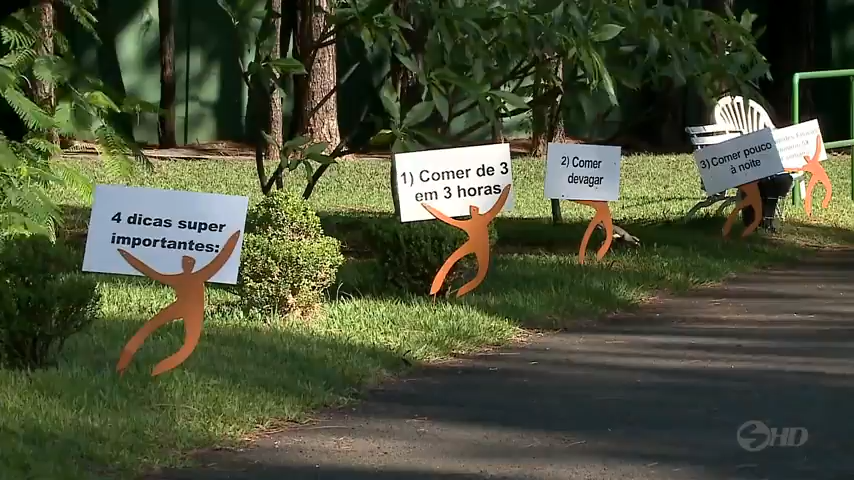 4 dicas super
importantes:
1) Comer de 3
em 3 horas
2) Comer
devagar
3) Comer pouco
à noite
HD